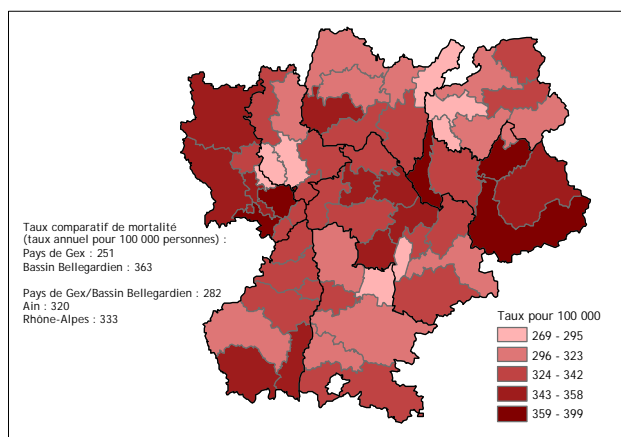 Taux comparatif de mortalité
(taux annuel pour 100 000 personnes) :
Pays de Gex : 251
Bassin Bellegardien : 363
Pays de Gex/Bassin Bellegardien : 282
Ain : 320
Rhône-Alpes : 333
Taux pour 100 000
269 - 295
296 - 323
324 - 342
343 - 358
359 - 399